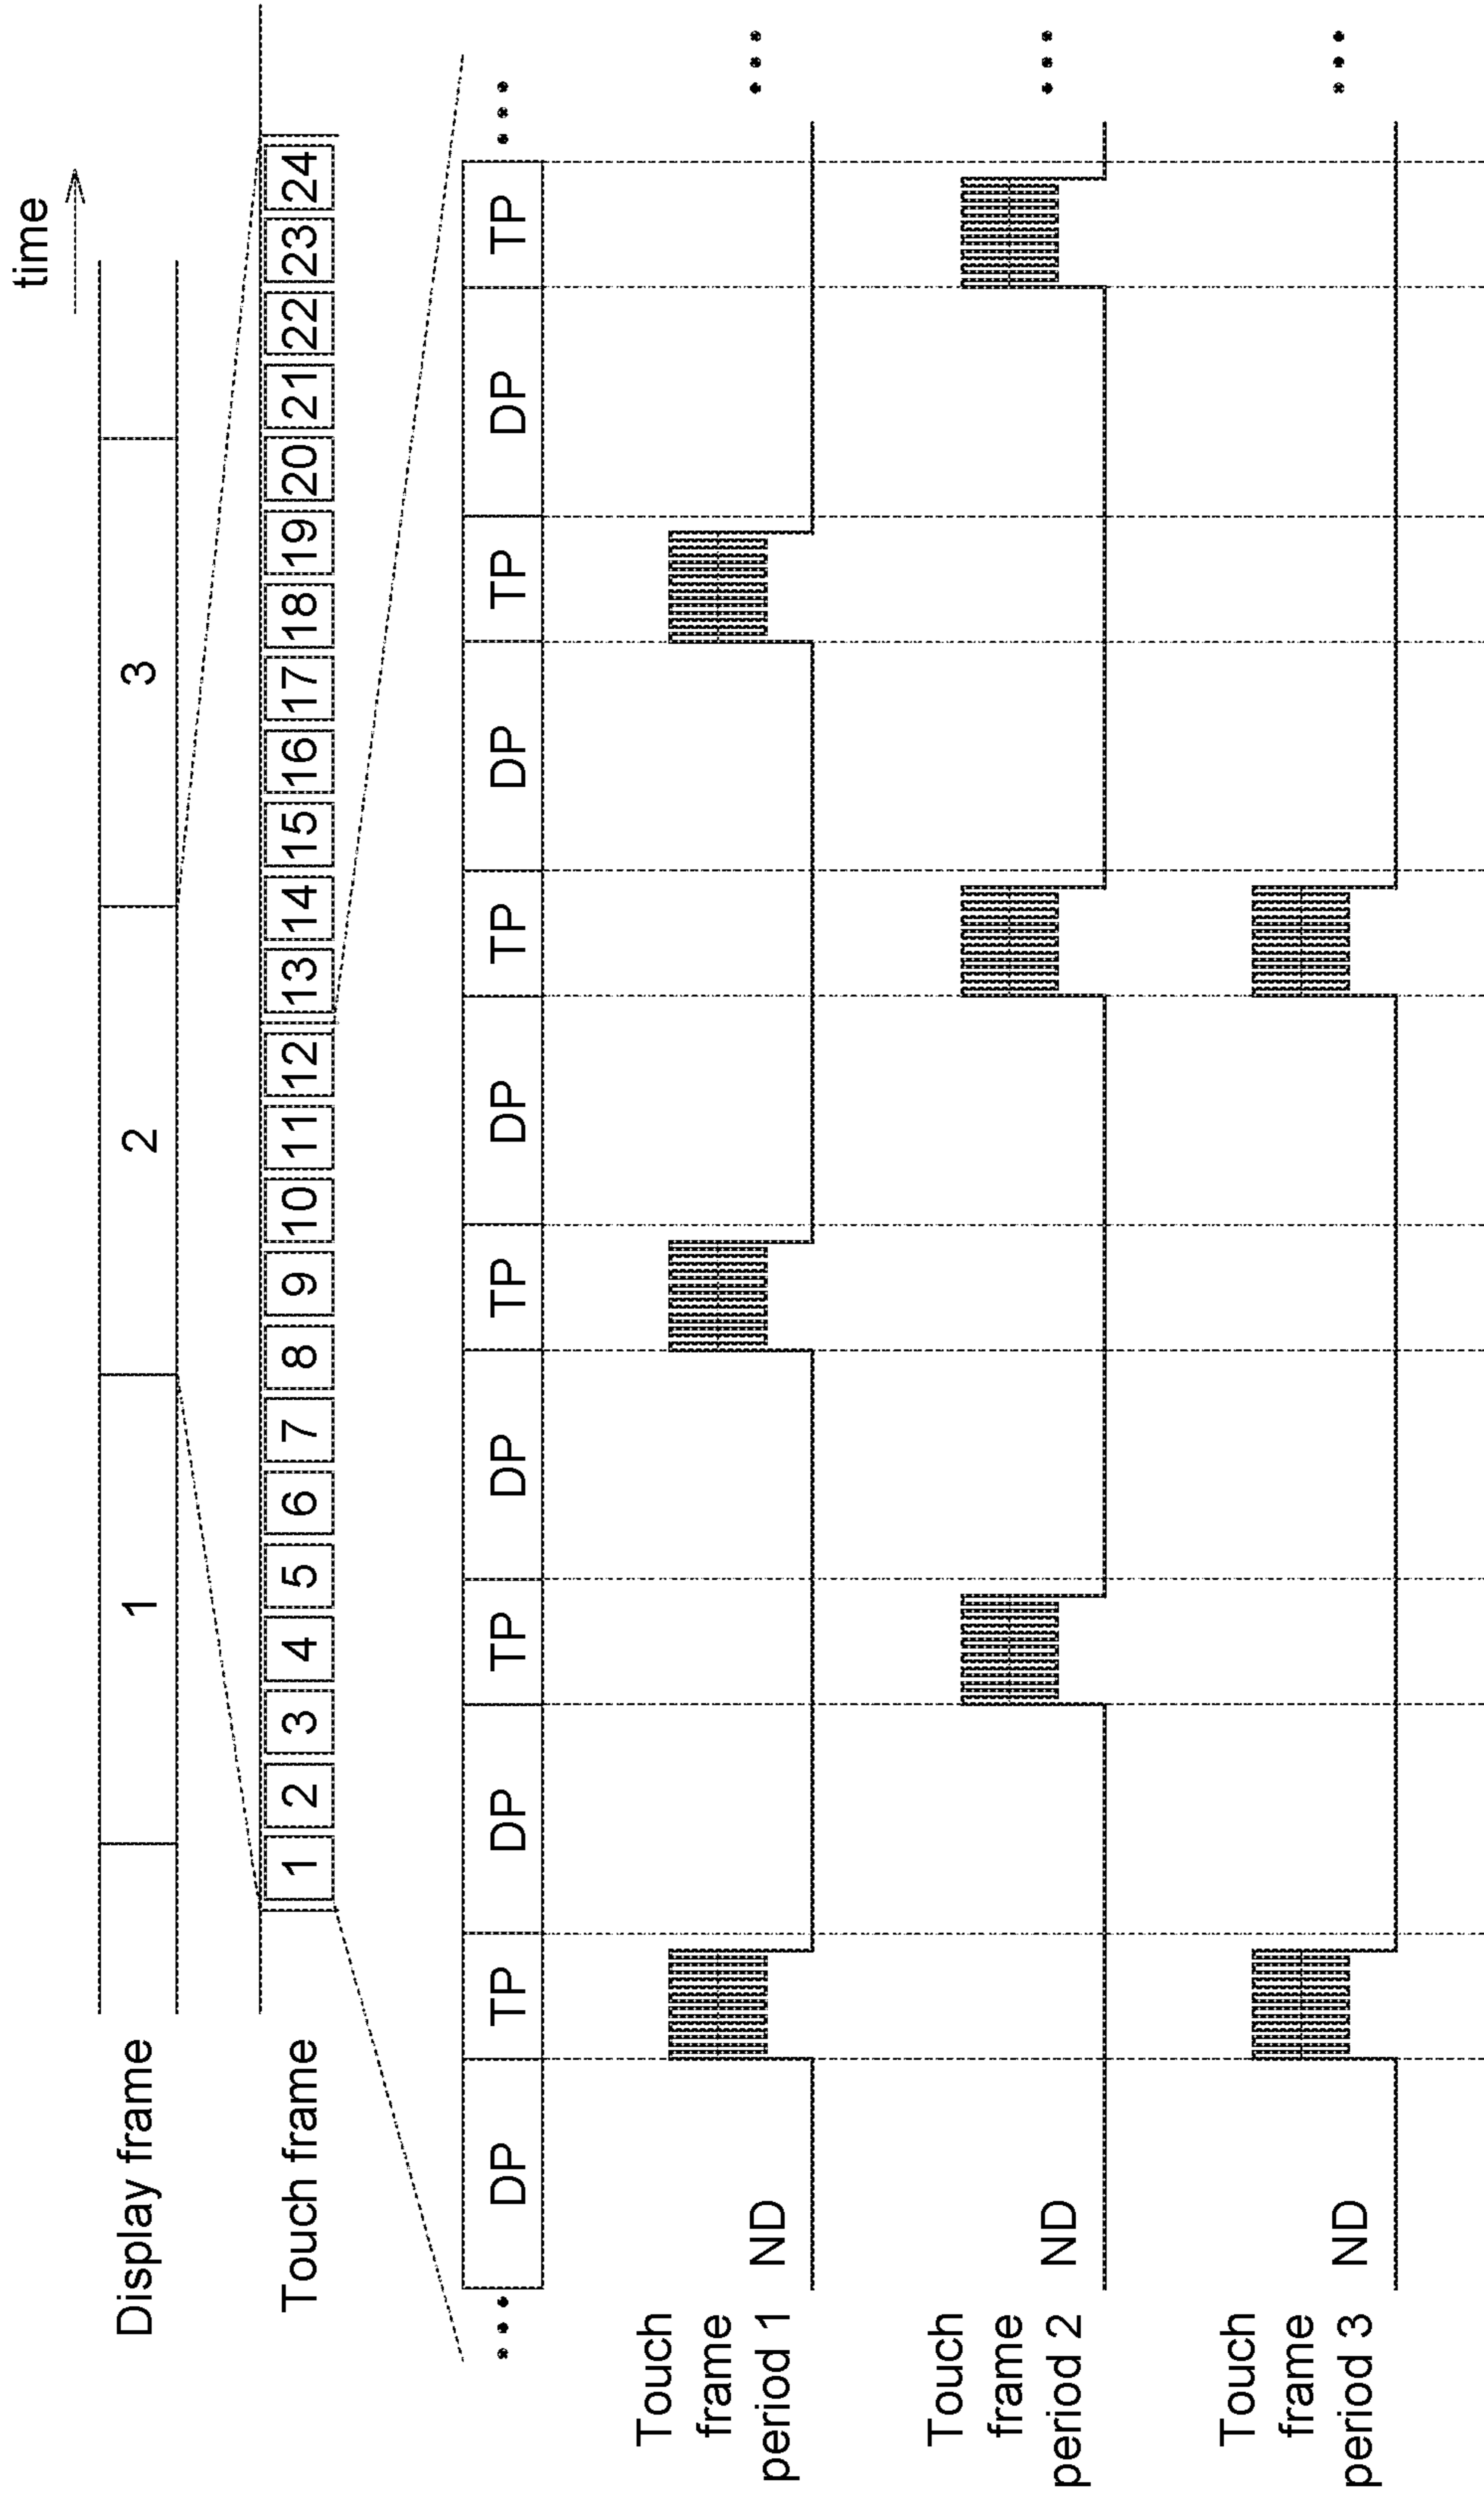 time
Display frame 1 2 3
Touch frame 1 2 3 4 5 6 7 8 9 10 11 12 13 14 15 16 17 18 19 20 21 22 23 24
DP TP DP TP DP TP DP TP DP TP DP TP
Touch
frame
period 1
ND
Touch
frame
period 2
ND
Touch
frame
period 3
ND